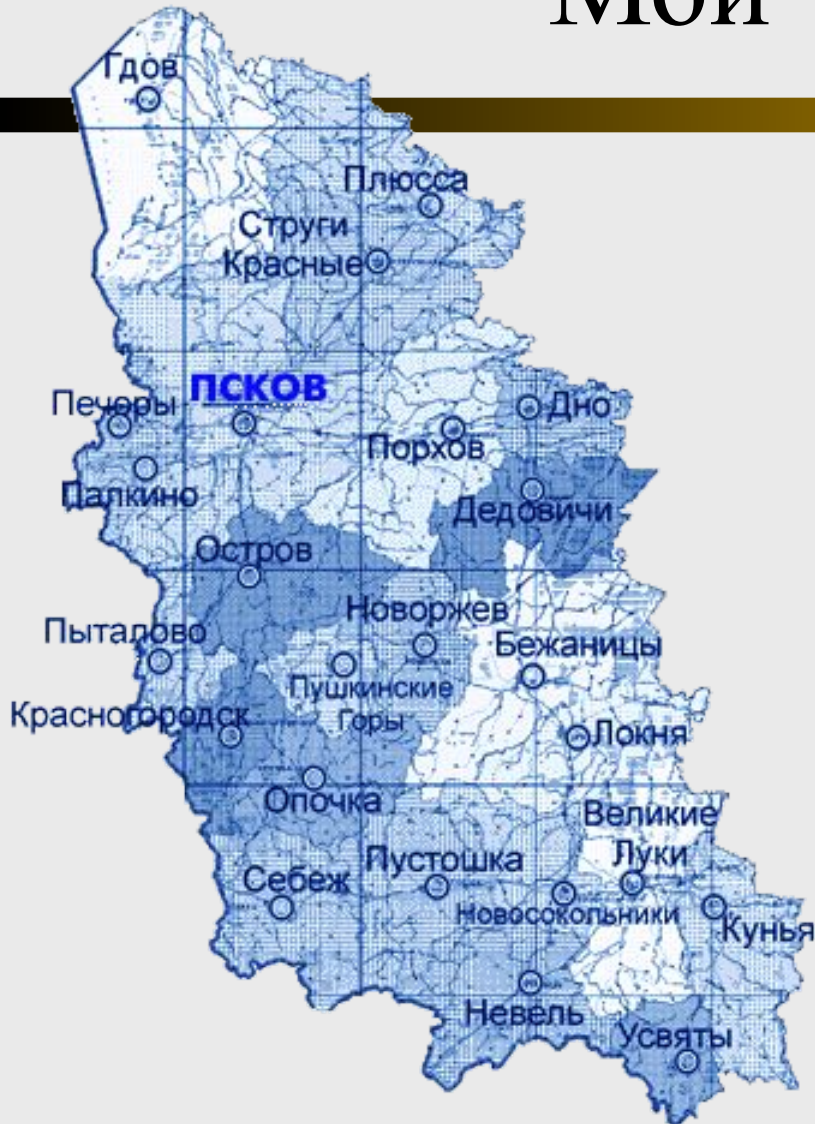 Мой
Гдов
Плюсса
Струги
Красные
ПСКОВ
Печоры
Дно
Порхов
Палкино
Дедовичи
Остров
Новоржев
Пыталово
Бежаницы
Пушкинские
Горы
Красногородск
Локня
Опочка
Великие
Луки
Пустошка
Себеж
Новосокольники
Кунья
Невель
Усвяты